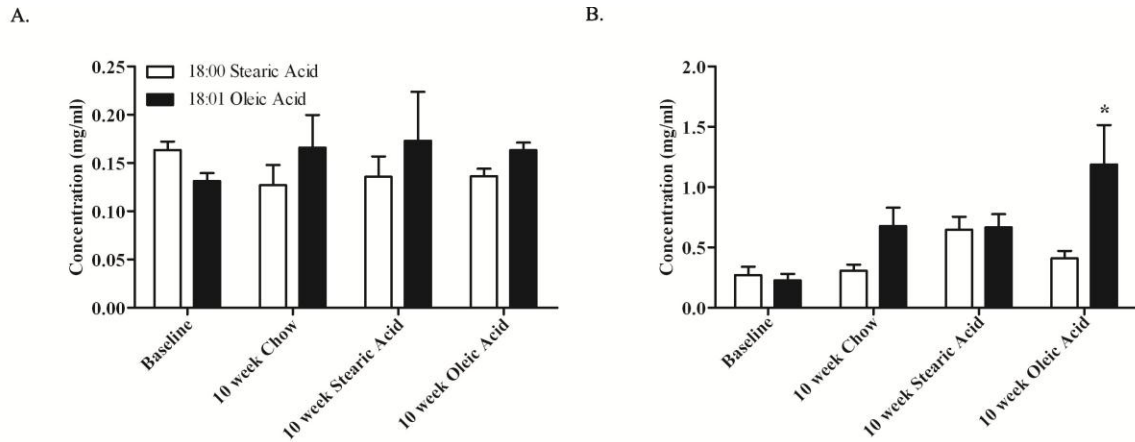 A.
Concentration (mg/ml)
0.25
0.20
0.15
0.10
0.05
0.00
18:00 Stearic Acid
18:01 Oleic Acid
Baseline
10 week Chow
10 week Stearic Acid
10 week Oleic Acid
B.
Concentration (mg/ml)
2.0
1.5
1.0
0.5
0.0
*
Baseline
10 week Chow
10 week Stearic Acid
10 week Oleic Acid